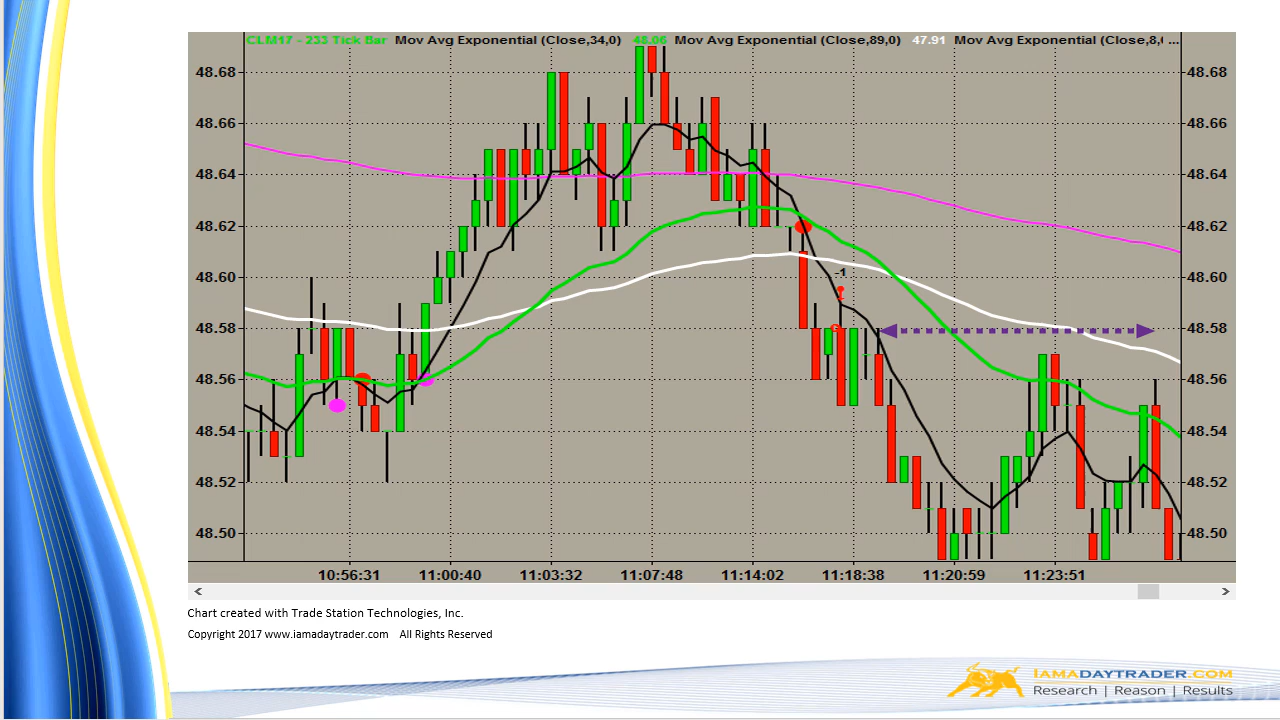 CLM17 - 233 Tick Bar Mov Avg Exponential (Close,34,0) 48.06 Mov Avg Exponential (Close,89,0) 47.91 Mov Avg Exponential (Close,8,( ...
48.68 48.68
48.66 48.66
48.64 48.64
48.62 48.62
48.60 -1 48.60
48.58 48.58
48.56 48.56
48.54 48.54
48.52 48.52
48.50 48.50
10:56:31 11:00:40 11:03:32 11:07:48 11:14:02 11:18:38 11:20:59 11:23:51
Chart created with Trade Station Technologies, Inc.
Copyright 2017 www.iamadaytrader.com All Rights Reserved
IAMADAYTRADER.COM
Research | Reason | Results